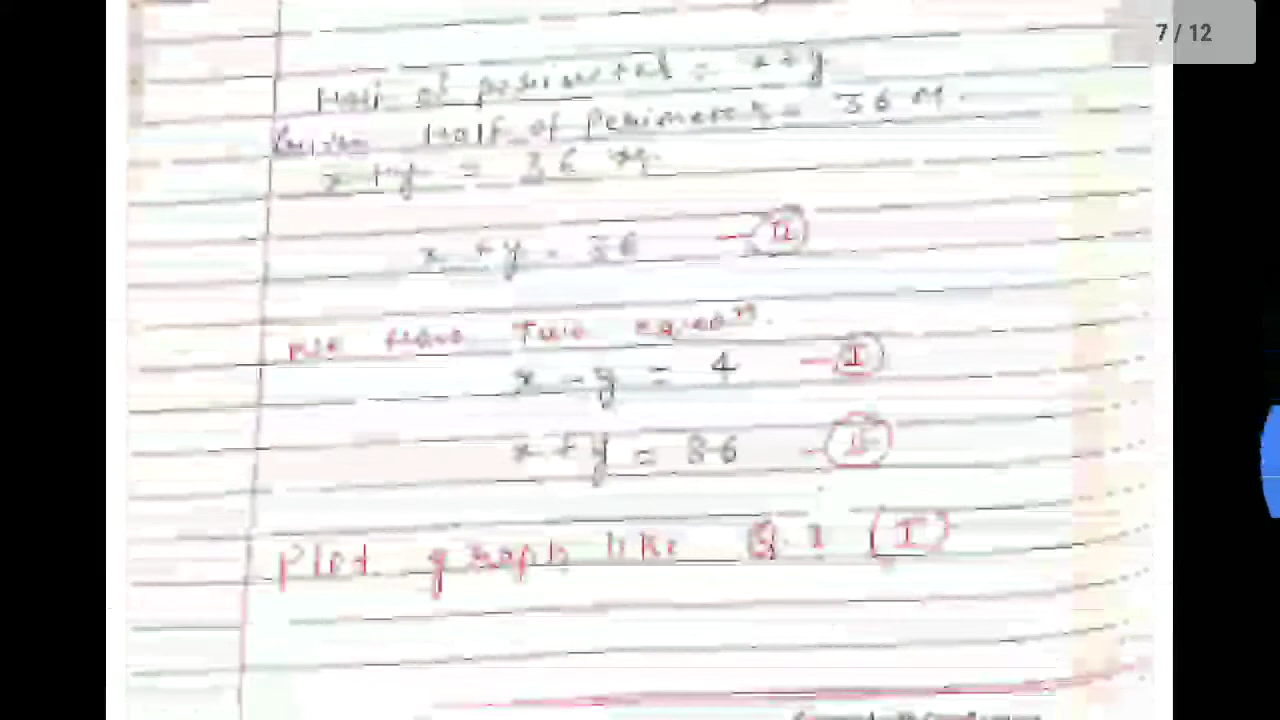 7 / 12
Half of perimeter = x + y
Half of perimeter = 36 m.
x + y = 36
x + y = 36 — II
we have Two equan.
x - y = 4 — I
x + y = 36 — II
Plot graph like Q. 1 (I)